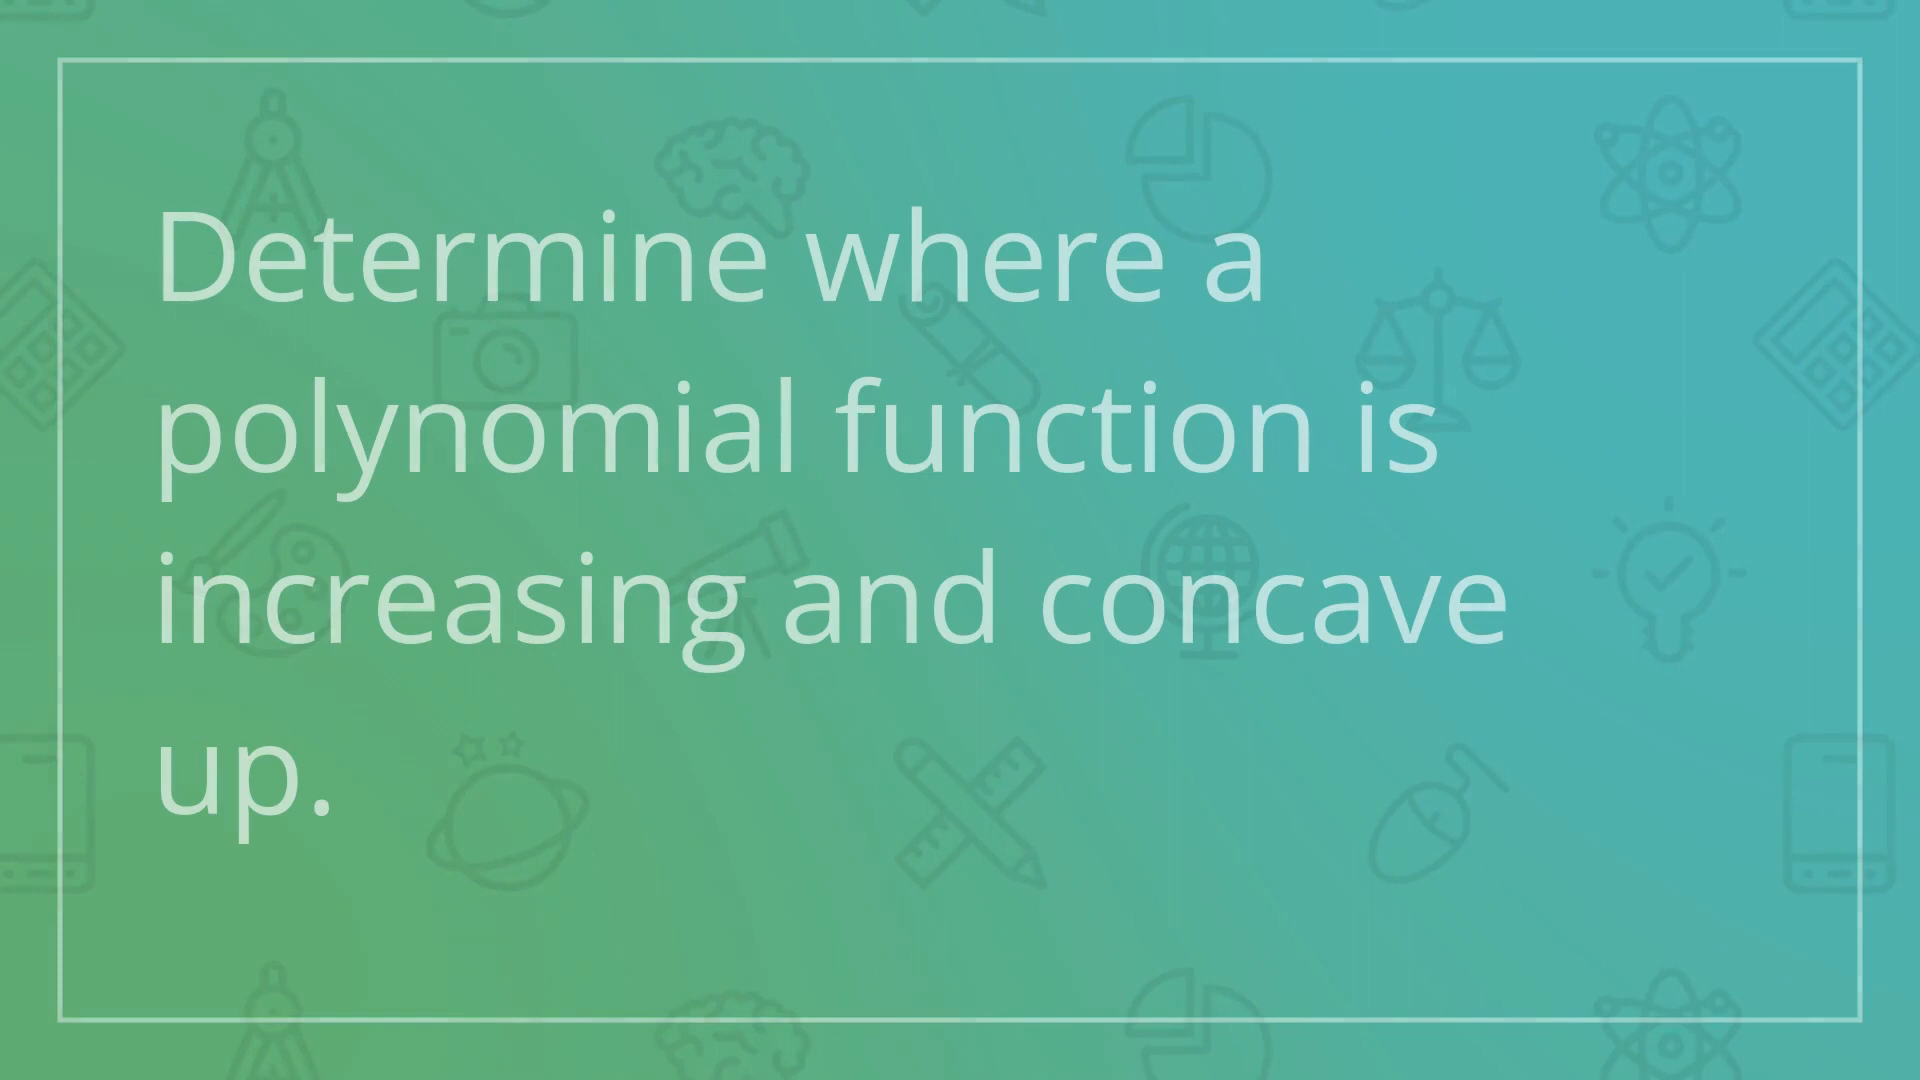 Determine where a
polynomial function is
increasing and concave
up.